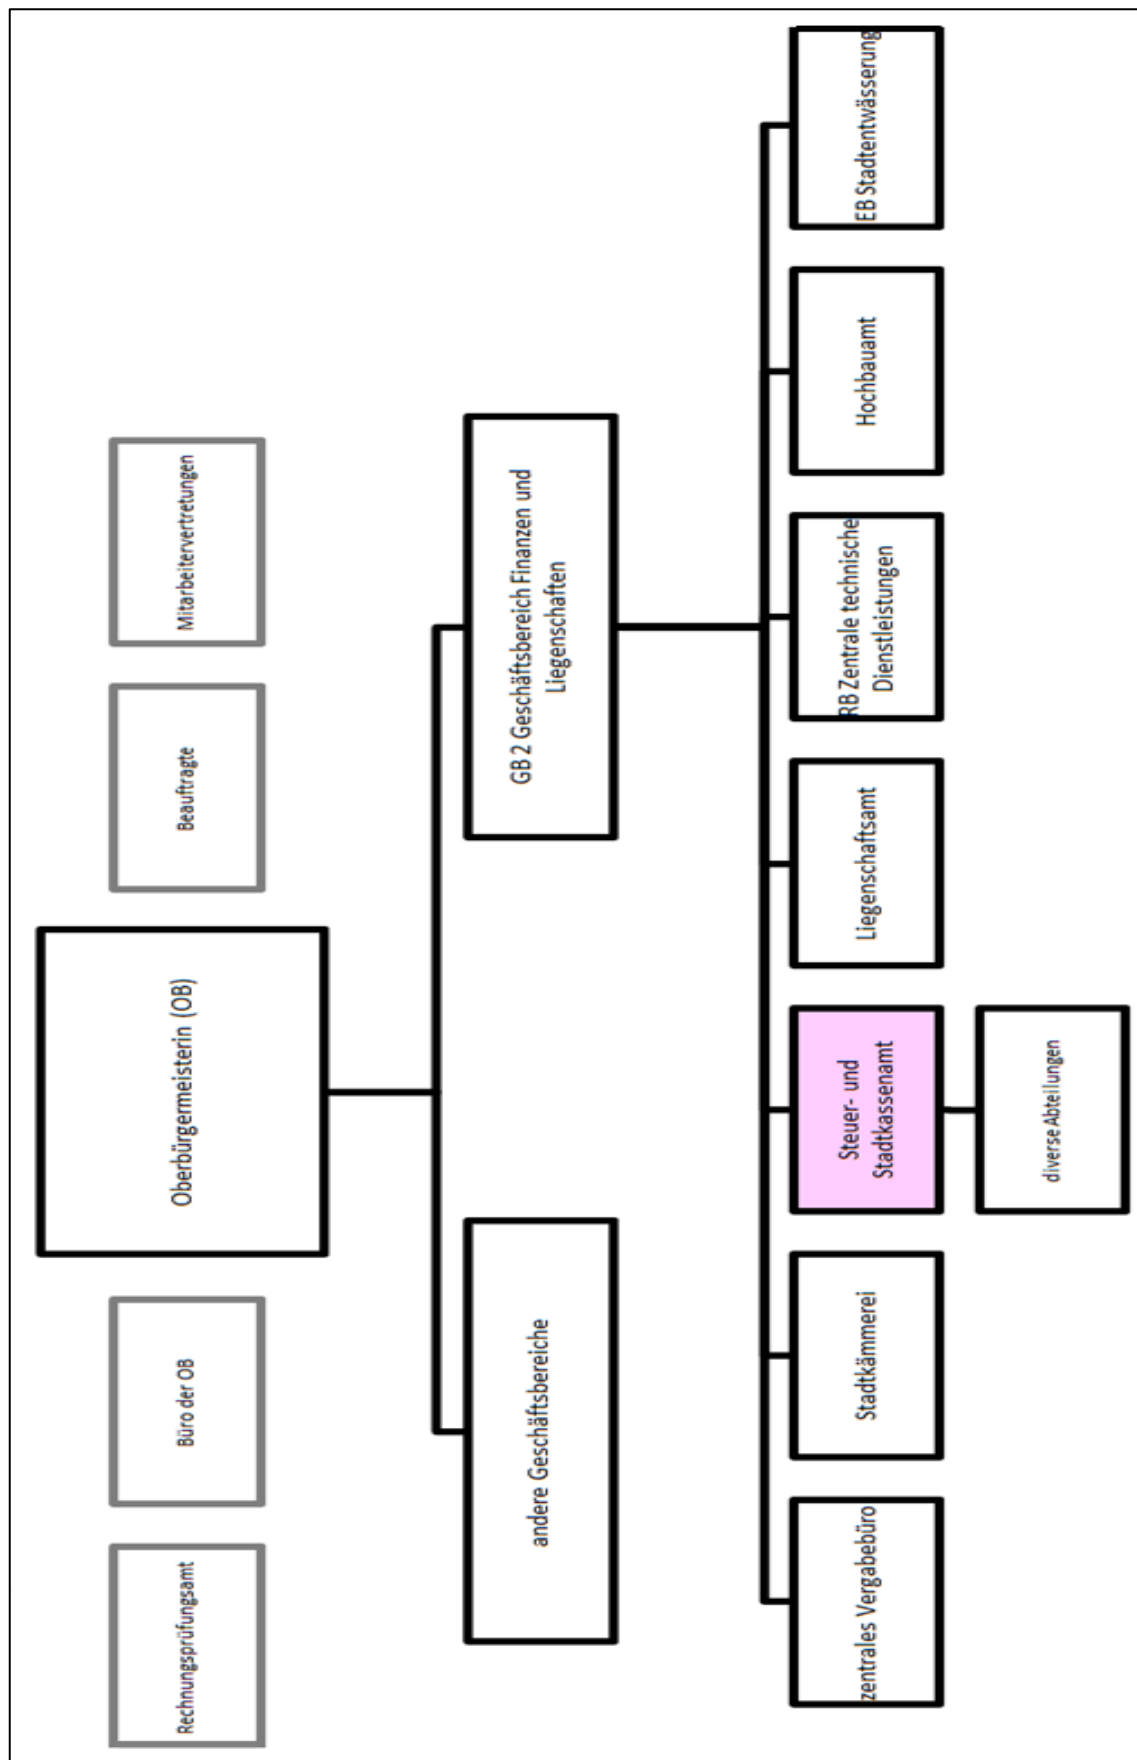 Rechnungsprüfungsamt
Büro der OB
Oberbürgermeisterin (OB)
Beauftragte
Mitarbeitervertretungen
andere Geschäftsbereiche
GB 2 Geschäftsbereich Finanzen und
Liegenschaften
zentrales Vergabebüro
Stadtkämmerei
Steuer- und
Stadtkassenamt
Liegenschaftsamt
RB Zentrale technische
Dienstleistungen
Hochbauamt
EB Stadtentwässerung
diverse Abteilungen